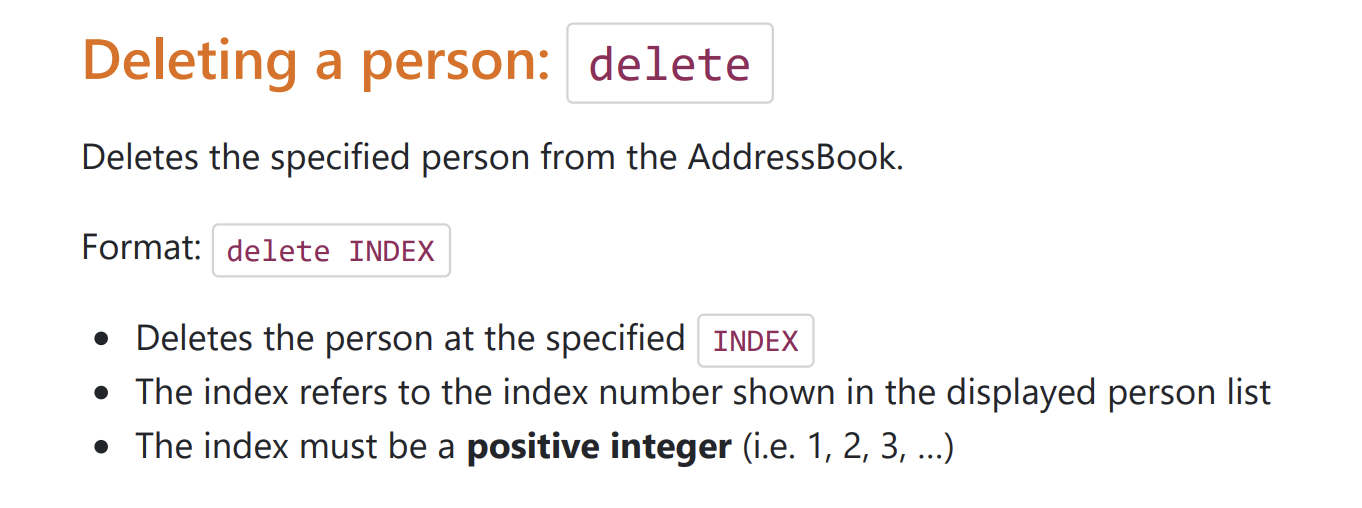 Deleting a person: delete
Deletes the specified person from the AddressBook.
Format: delete INDEX
• Deletes the person at the specified INDEX
• The index refers to the index number shown in the displayed person list
• The index must be a positive integer (i.e. 1, 2, 3, …)